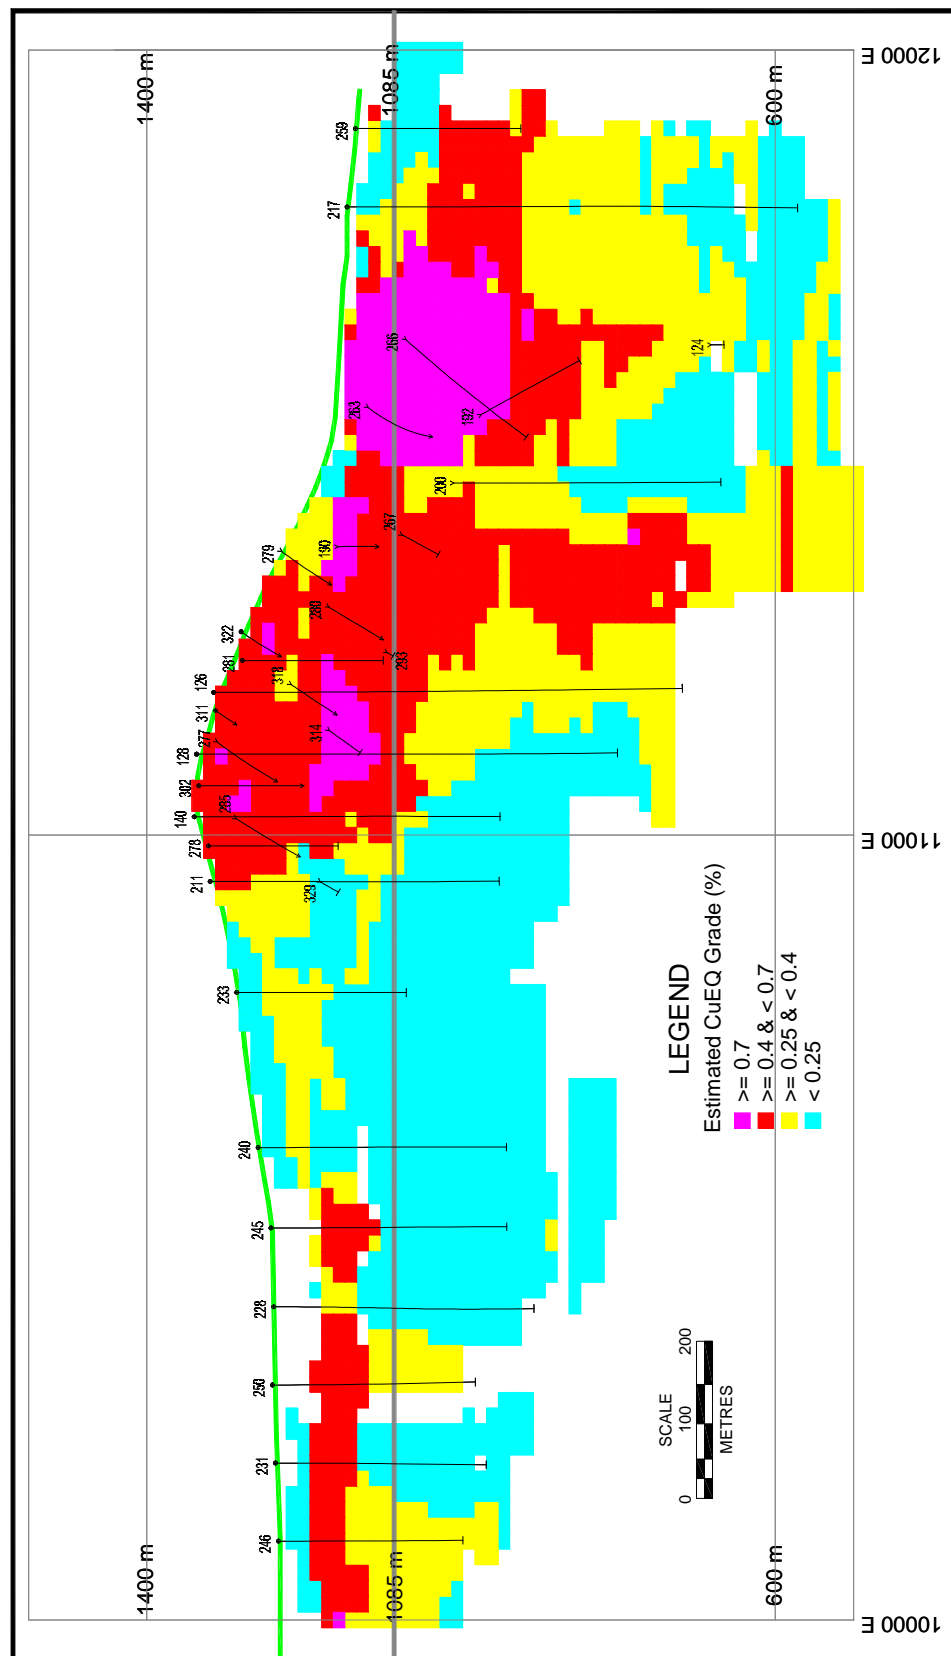 1400 m
1085 m
600 m
12000 E
259
217
266
263
192
124
200
267
190
279
280
293
322
281
318
126
311
277
314
128
302
285
140
278
211
329
11000 E
233
240
245
228
250
231
246
LEGEND
Estimated CuEQ Grade (%)
>= 0.7
>= 0.4 & < 0.7
>= 0.25 & < 0.4
< 0.25
SCALE
0 100 200
METRES
1400 m
1085 m
600 m
10000 E